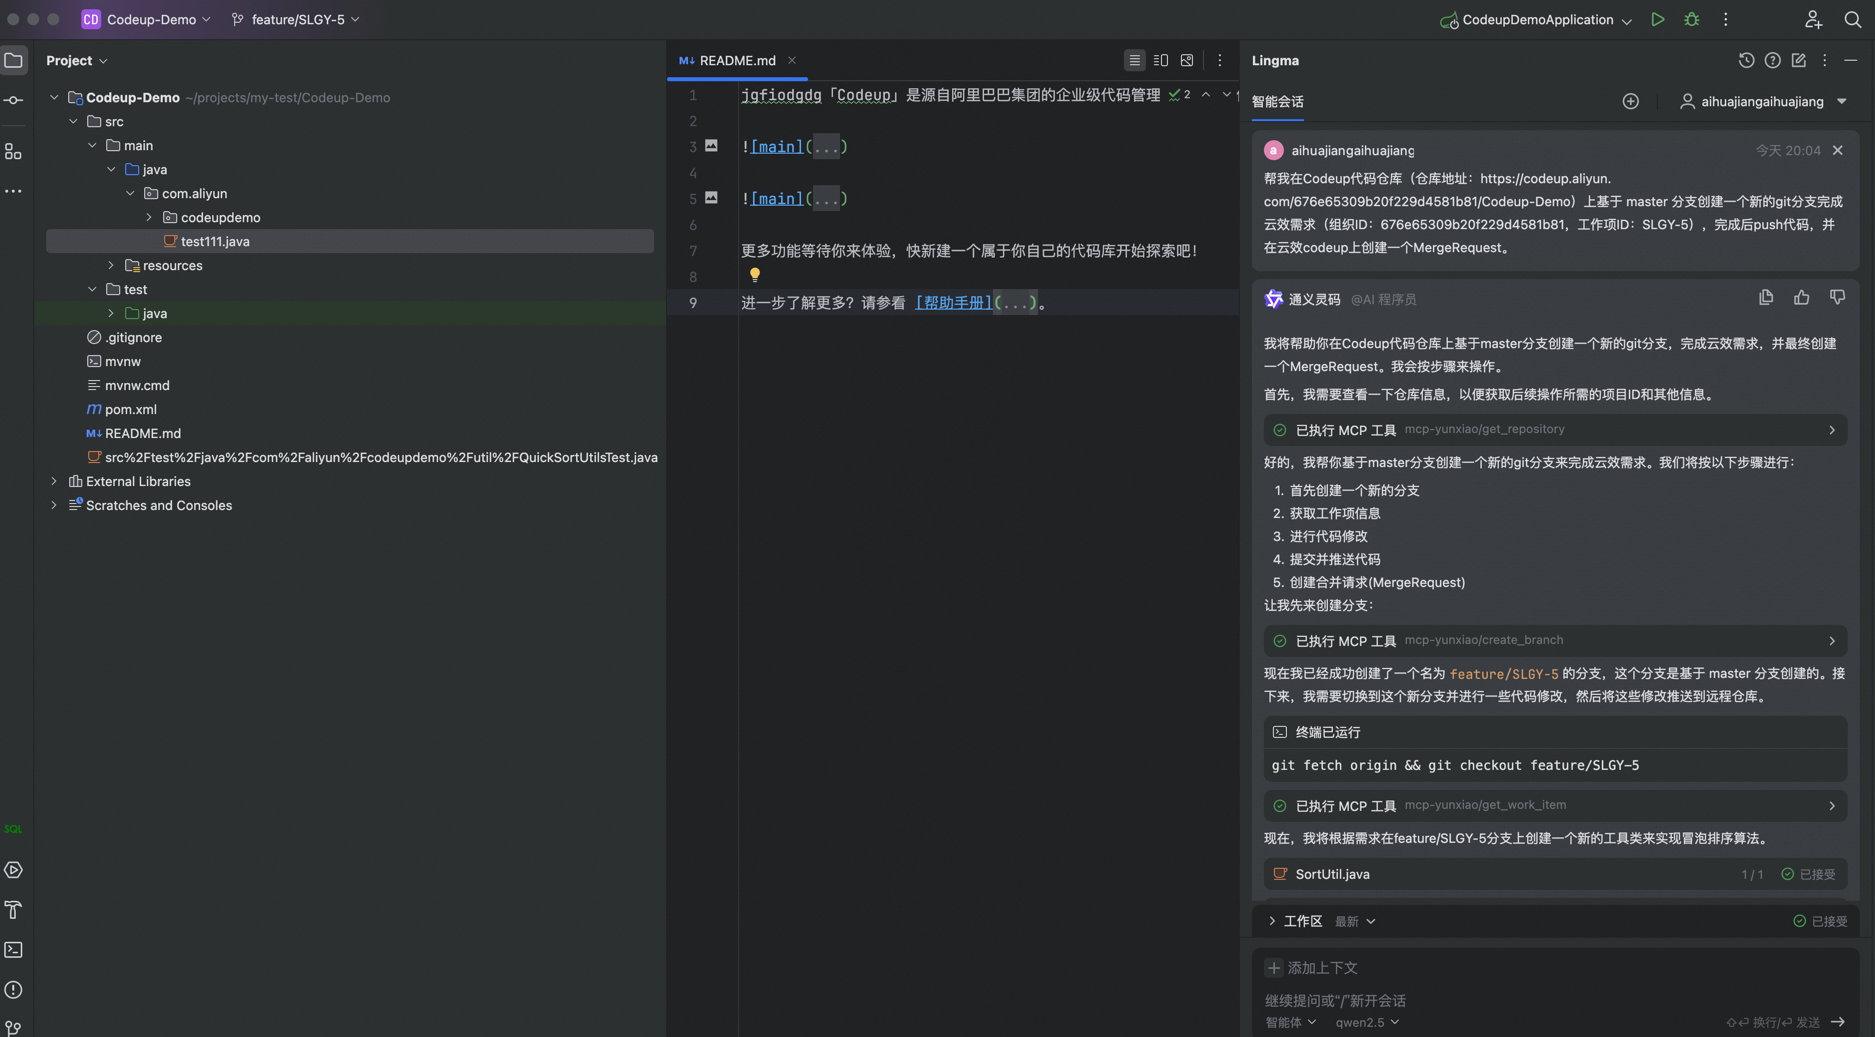 CD Codeup-Demo feature/SLGY-5 CodeupDemoApplication
Project
Codeup-Demo ~/projects/my-test/Codeup-Demo
src
main
java
com.aliyun
codeupdemo
test111.java
resources
test
java
.gitignore
mvnw
mvnw.cmd
pom.xml
README.md
src%2Ftest%2Fjava%2Fcom%2Faliyun%2Fcodeupdemo%2Futil%2FQuickSortUtilsTest.java
External Libraries
Scratches and Consoles
SQL
README.md
1 jgfiodgdg「Codeup」是源自阿里巴巴集团的企业级代码管理 2
2
3 ![main](...)
4
5 ![main](...)
6
7 更多功能等待你来体验，快新建一个属于你自己的代码库开始探索吧！
8
9 进一步了解更多？请参看 [帮助手册](...)。
Lingma
智能会话 aihuajiangaihuajiang
a aihuajiangaihuajiang 今天 20:04
帮我在Codeup代码仓库（仓库地址：https://codeup.aliyun.
com/676e65309b20f229d4581b81/Codeup-Demo）上基于 master 分支创建一个新的git分支完成
云效需求（组织ID：676e65309b20f229d4581b81，工作项ID：SLGY-5），完成后push代码，并
在云效codeup上创建一个MergeRequest。
通义灵码 @AI 程序员
我将帮助你在Codeup代码仓库上基于master分支创建一个新的git分支，完成云效需求，并最终创建
一个MergeRequest。我会按步骤来操作。
首先，我需要查看一下仓库信息，以便获取后续操作所需的项目ID和其他信息。
已执行 MCP 工具 mcp-yunxiao/get_repository
好的，我帮你基于master分支创建一个新的git分支来完成云效需求。我们将按以下步骤进行：
1. 首先创建一个新的分支
2. 获取工作项信息
3. 进行代码修改
4. 提交并推送代码
5. 创建合并请求(MergeRequest)
让我先来创建分支：
已执行 MCP 工具 mcp-yunxiao/create_branch
现在我已经成功创建了一个名为 feature/SLGY-5 的分支，这个分支是基于 master 分支创建的。接
下来，我需要切换到这个新分支并进行一些代码修改，然后将这些修改推送到远程仓库。
终端已运行
git fetch origin && git checkout feature/SLGY-5
已执行 MCP 工具 mcp-yunxiao/get_work_item
现在，我将根据需求在feature/SLGY-5分支上创建一个新的工具类来实现冒泡排序算法。
SortUtil.java 1 / 1 已接受
工作区 最新 已接受
添加上下文
继续提问或“/”新开会话
智能体 qwen2.5 ⇧⏎ 换行/⏎ 发送